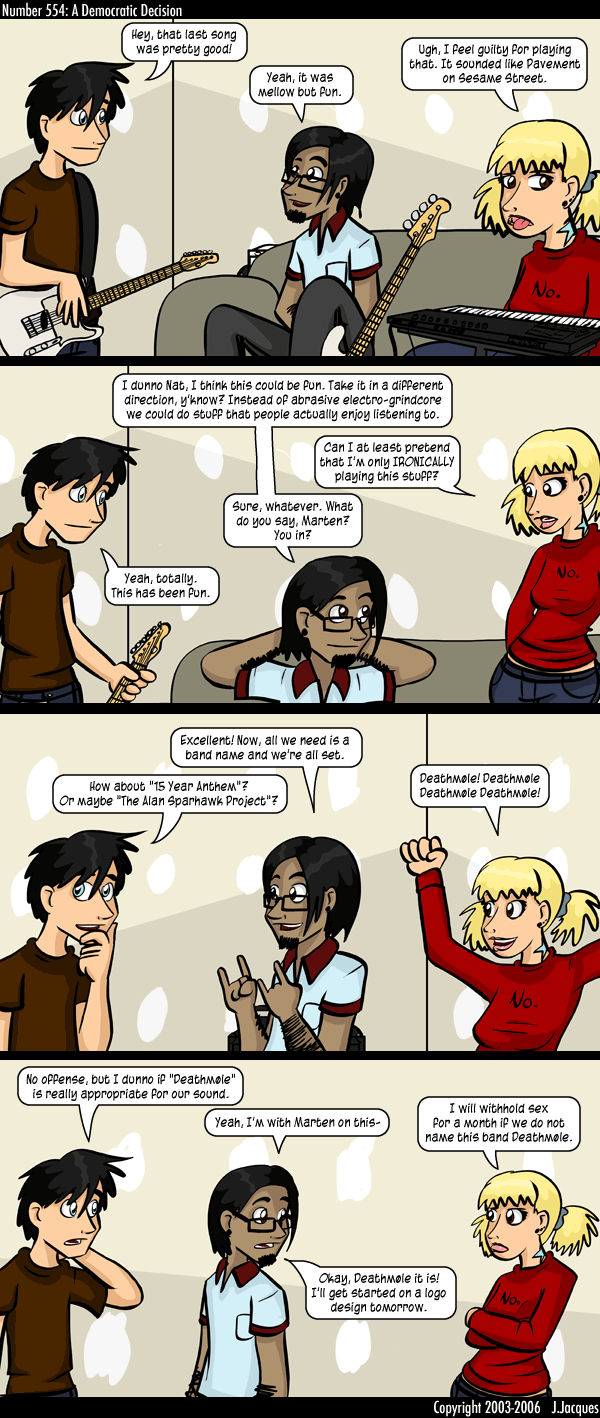 Number 554: A Democratic Decision
Hey, that last song
was pretty good!
Yeah, it was
mellow but fun.
Ugh, I feel guilty for playing
that. It sounded like Pavement
on Sesame Street.
No.
I dunno Nat, I think this could be fun. Take it in a different
direction, y'know? Instead of abrasive electro-grindcore
we could do stuff that people actually enjoy listening to.
Can I at least pretend
that I'm only IRONICALLY
playing this stuff?
Sure, whatever. What
do you say, Marten?
You in?
Yeah, totally.
This has been fun.
No.
Excellent! Now, all we need is a
band name and we're all set.
How about "15 Year Anthem"?
Or maybe "The Alan Sparhawk Project"?
Deathmøle! Deathmøle
Deathmøle Deathmøle!
No.
No offense, but I dunno if "Deathmøle"
is really appropriate for our sound.
Yeah, I'm with Marten on this-
I will withhold sex
for a month if we do not
name this band Deathmøle.
Okay, Deathmøle it is!
I'll get started on a logo
design tomorrow.
No.
Copyright 2003-2006 J.Jacques